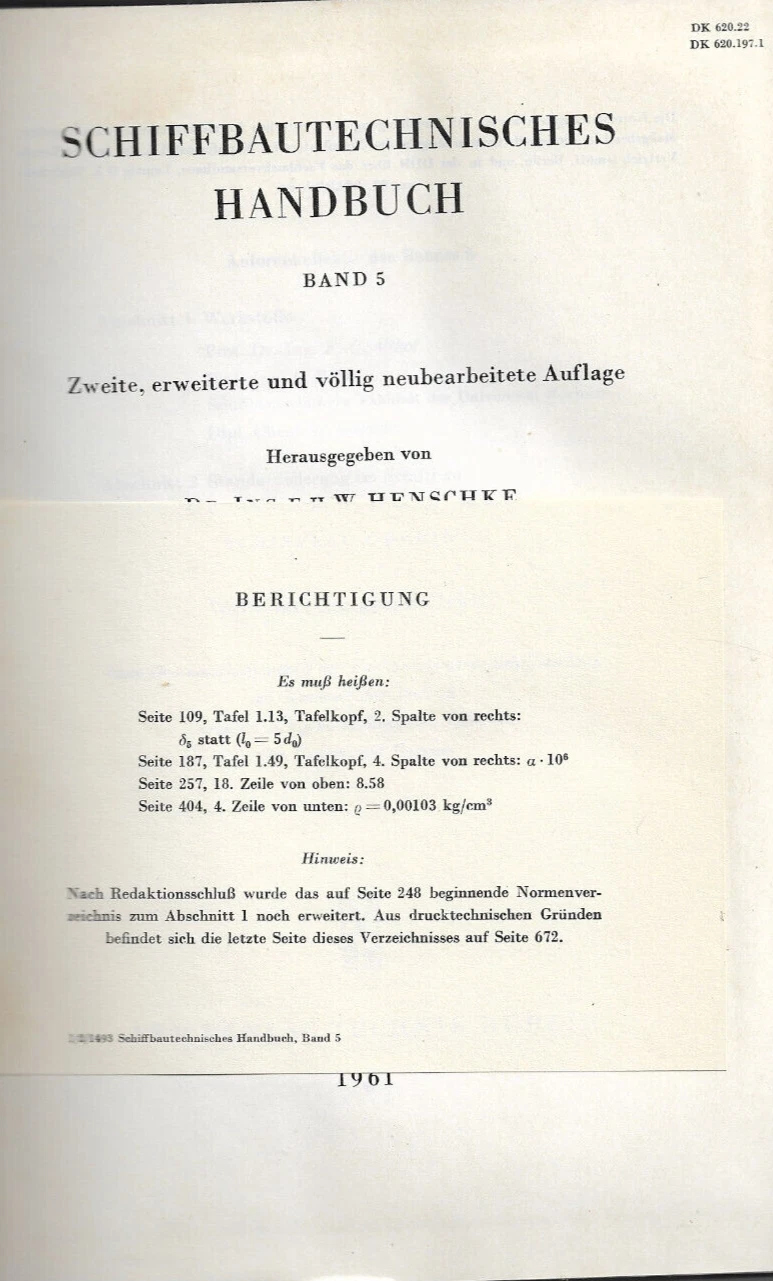 DK 620.22
DK 620.197.1
SCHIFFBAUTECHNISCHES
HANDBUCH
BAND 5
Zweite, erweiterte und völlig neubearbeitete Auflage
Herausgegeben von
W. HENSCHKE
BERICHTIGUNG
Es muß heißen:
Seite 109, Tafel 1.13, Tafelkopf, 2. Spalte von rechts:
δ₅ statt (l₀ = 5d₀)
Seite 187, Tafel 1.49, Tafelkopf, 4. Spalte von rechts: α · 10⁶
Seite 257, 18. Zeile von oben: 8.58
Seite 404, 4. Zeile von unten: ϱ = 0,00103 kg/cm³
Hinweis:
Nach Redaktionsschluß wurde das auf Seite 248 beginnende Normenver-
zeichnis zum Abschnitt 1 noch erweitert. Aus drucktechnischen Gründen
befindet sich die letzte Seite dieses Verzeichnisses auf Seite 672.
Schiffbautechnisches Handbuch, Band 5
1961